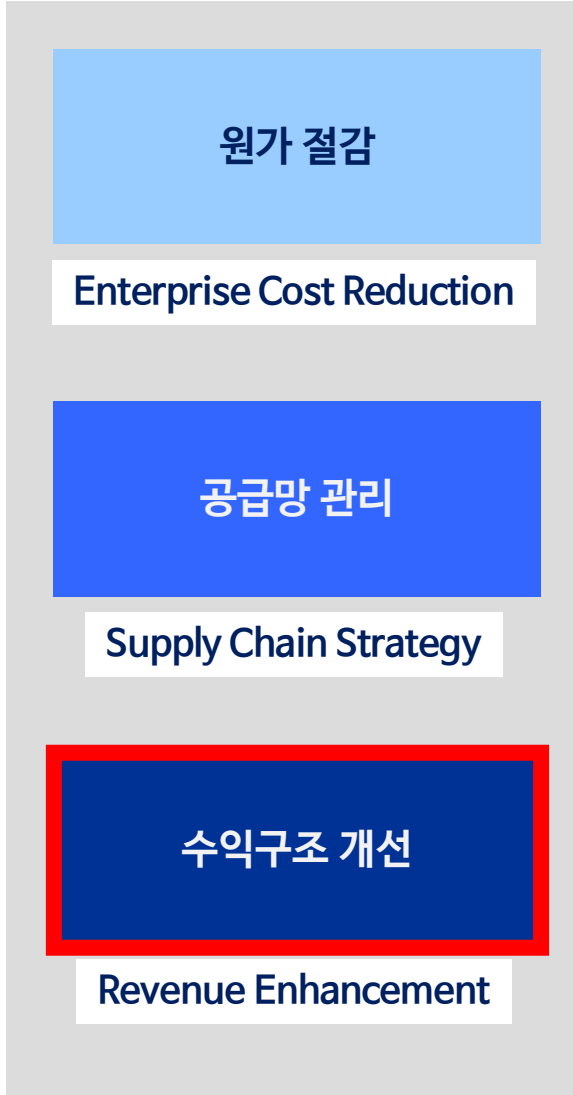 원가 절감
Enterprise Cost Reduction
공급망 관리
Supply Chain Strategy
수익구조 개선
Revenue Enhancement